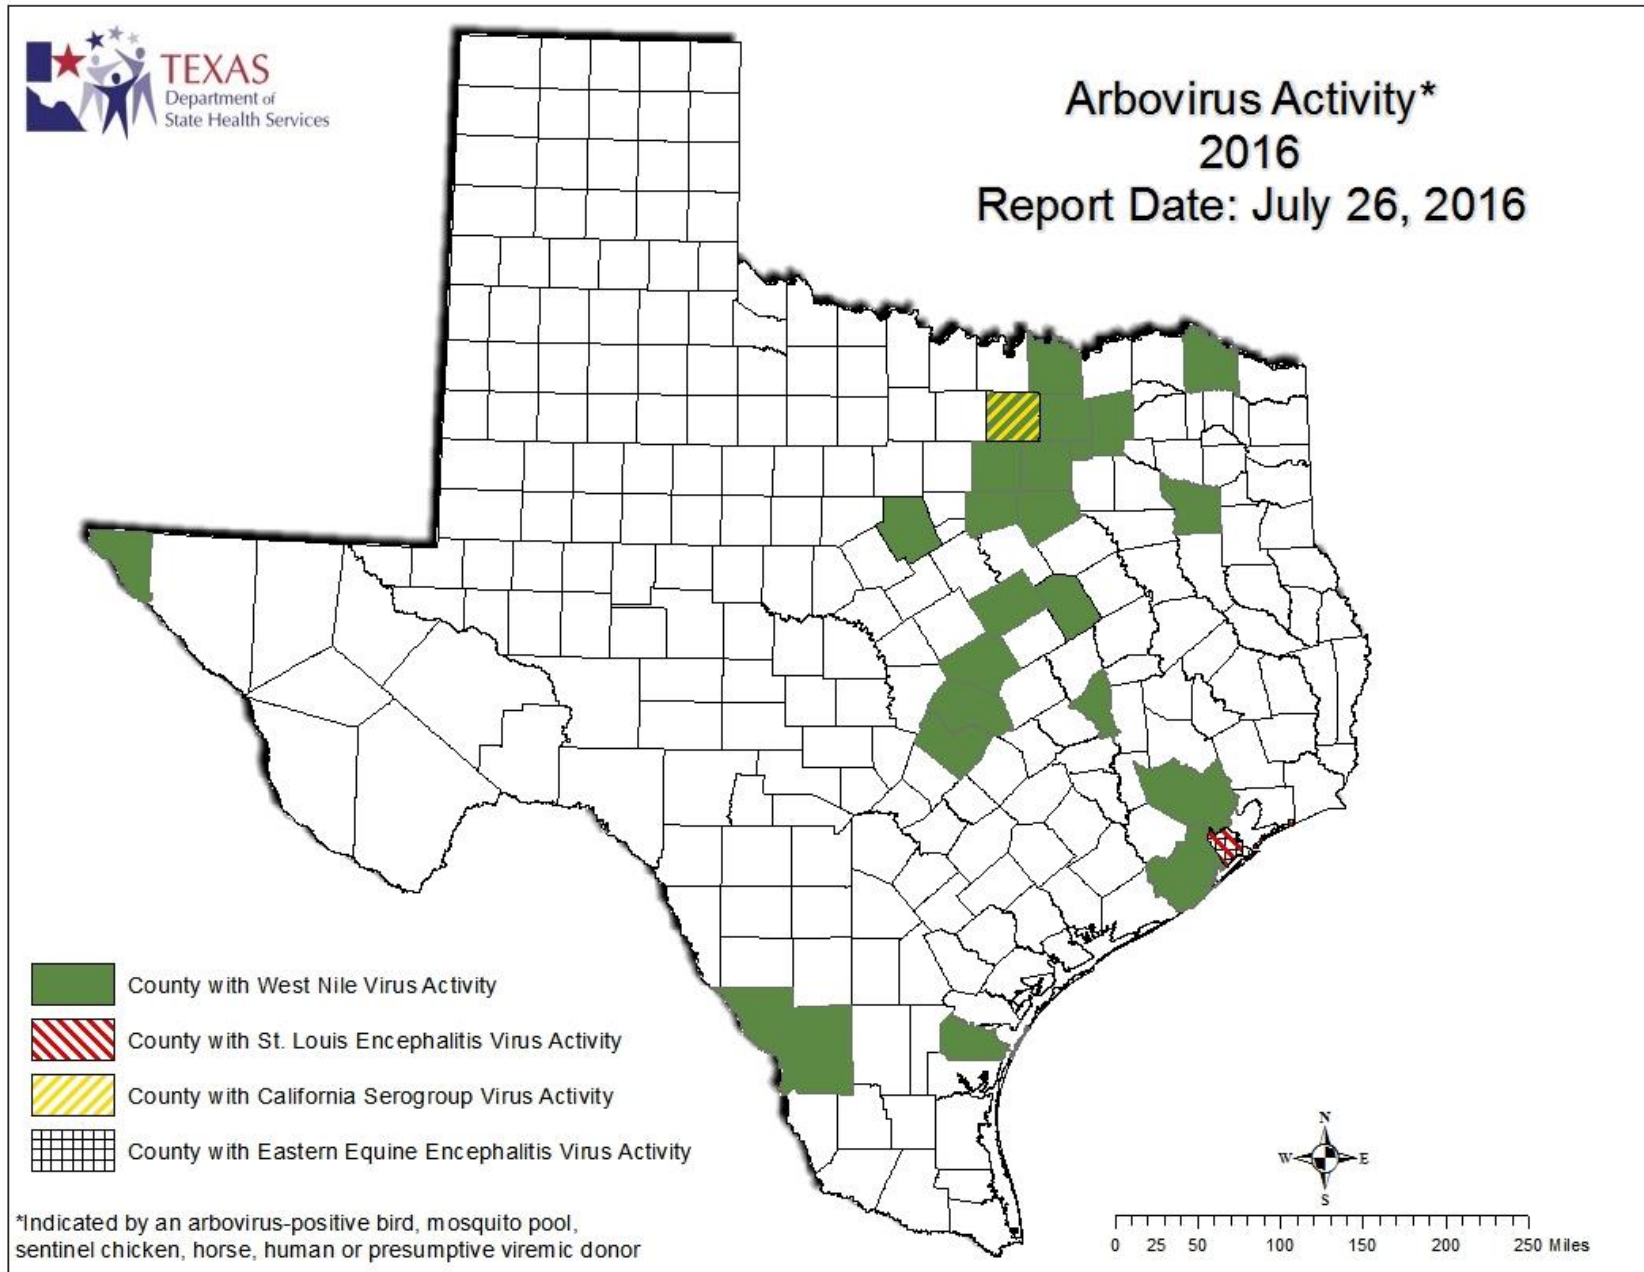 TEXAS
Department of
State Health Services
Arbovirus Activity*
2016
Report Date: July 26, 2016
County with West Nile Virus Activity
County with St. Louis Encephalitis Virus Activity
County with California Serogroup Virus Activity
County with Eastern Equine Encephalitis Virus Activity
*Indicated by an arbovirus-positive bird, mosquito pool,
sentinel chicken, horse, human or presumptive viremic donor
N
W E
S
0 25 50 100 150 200 250 Miles